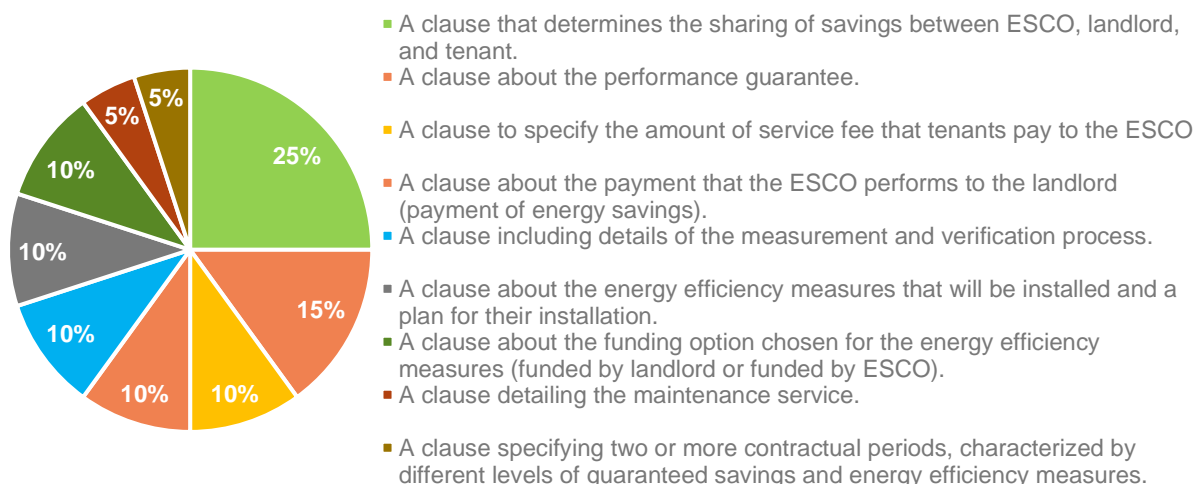 A clause that determines the sharing of savings between ESCO, landlord,
and tenant.
A clause about the performance guarantee.
A clause to specify the amount of service fee that tenants pay to the ESCO
A clause about the payment that the ESCO performs to the landlord
(payment of energy savings).
A clause including details of the measurement and verification process.
A clause about the energy efficiency measures that will be installed and a
plan for their installation.
A clause about the funding option chosen for the energy efficiency
measures (funded by landlord or funded by ESCO).
A clause detailing the maintenance service.
A clause specifying two or more contractual periods, characterized by
different levels of guaranteed savings and energy efficiency measures.
25%
15%
10%
10%
10%
10%
10%
5%
5%